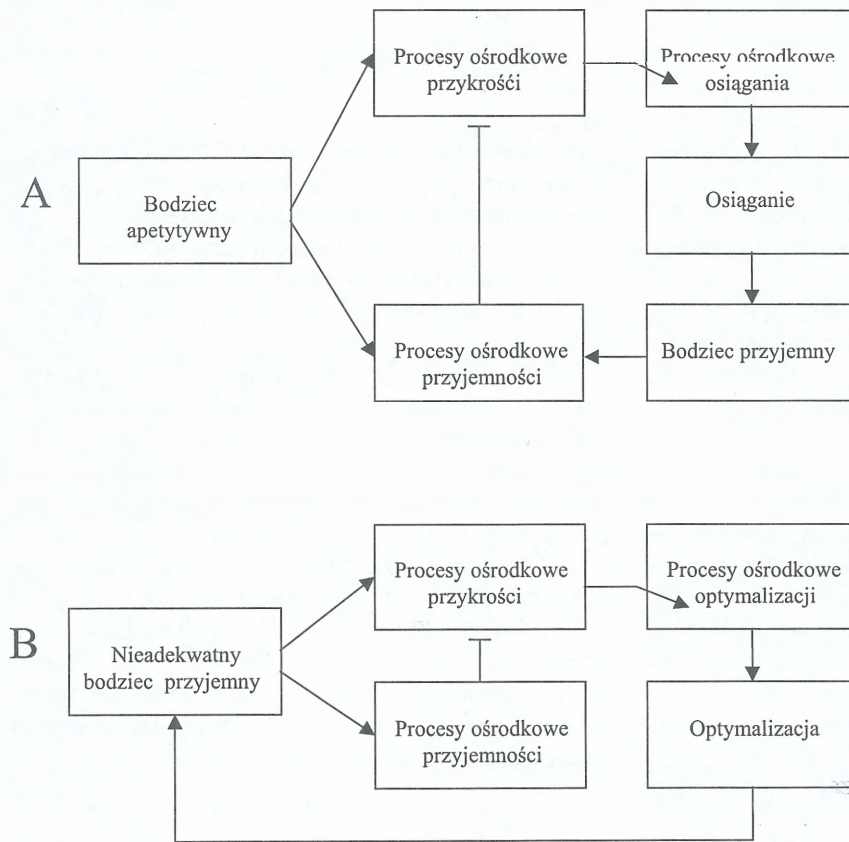 Procesy ośrodkowe
przykrośći
Procesy ośrodkowe
osiągania
A
Bodziec
apetytywny
Osiąganie
Procesy ośrodkowe
przyjemności
Bodziec przyjemny
B
Nieadekwatny
bodziec przyjemny
Procesy ośrodkowe
przykrości
Procesy ośrodkowe
optymalizacji
Procesy ośrodkowe
przyjemności
Optymalizacja